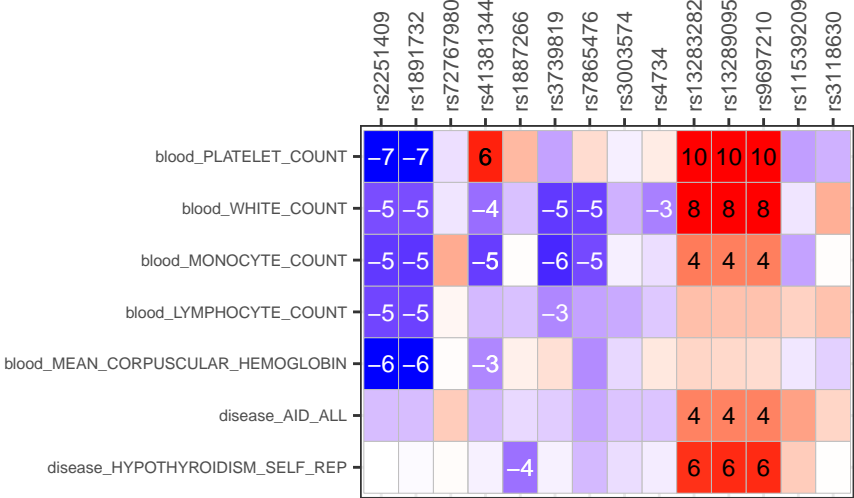 rs2251409 rs1891732 rs72767980 rs41381344 rs1887266 rs3739819 rs7865476 rs3003574 rs4734 rs13283282 rs13289095 rs9697210 rs11539209 rs3118630
blood_PLATELET_COUNT −7 −7 6 10 10 10
blood_WHITE_COUNT −5 −5 −4 −5 −5 −3 8 8 8
blood_MONOCYTE_COUNT −5 −5 −5 −6 −5 4 4 4
blood_LYMPHOCYTE_COUNT −5 −5 −3
blood_MEAN_CORPUSCULAR_HEMOGLOBIN −6 −6 −3
disease_AID_ALL 4 4 4
disease_HYPOTHYROIDISM_SELF_REP −4 6 6 6